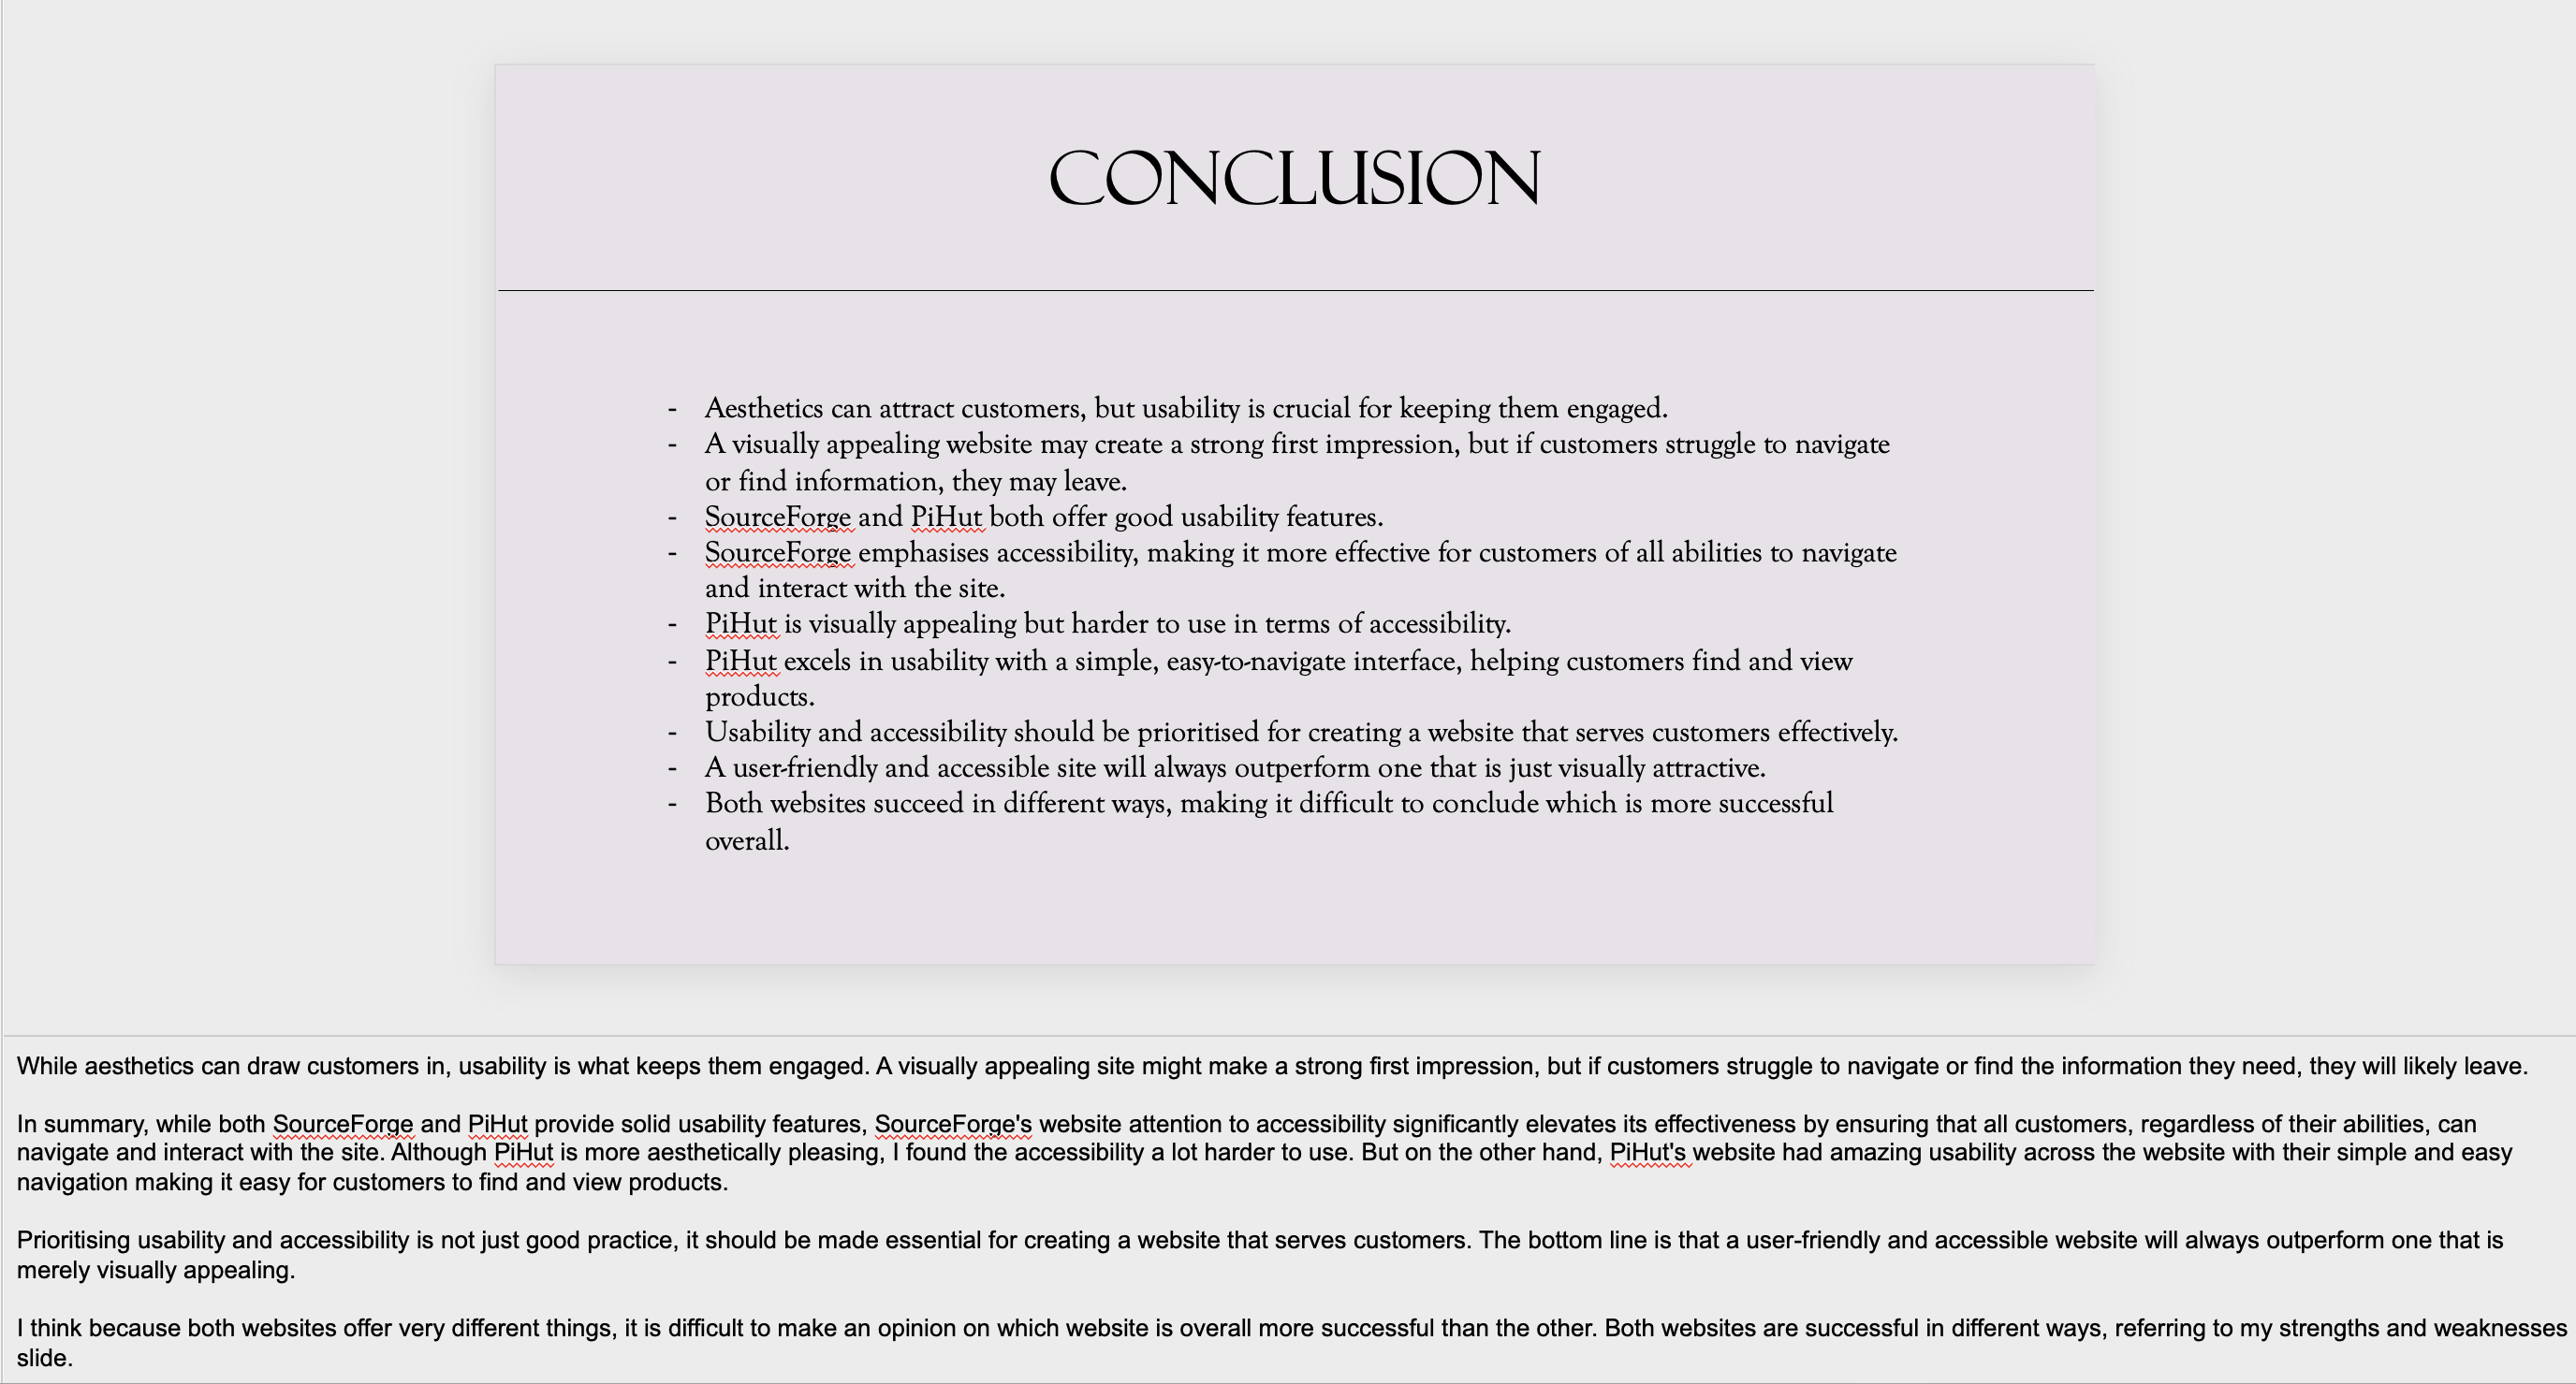 CONCLUSION
- Aesthetics can attract customers, but usability is crucial for keeping them engaged.
- A visually appealing website may create a strong first impression, but if customers struggle to navigate
or find information, they may leave.
- SourceForge and PiHut both offer good usability features.
- SourceForge emphasises accessibility, making it more effective for customers of all abilities to navigate
and interact with the site.
- PiHut is visually appealing but harder to use in terms of accessibility.
- PiHut excels in usability with a simple, easy-to-navigate interface, helping customers find and view
products.
- Usability and accessibility should be prioritised for creating a website that serves customers effectively.
- A user-friendly and accessible site will always outperform one that is just visually attractive.
- Both websites succeed in different ways, making it difficult to conclude which is more successful
overall.
While aesthetics can draw customers in, usability is what keeps them engaged. A visually appealing site might make a strong first impression, but if customers struggle to navigate or find the information they need, they will likely leave.
In summary, while both SourceForge and PiHut provide solid usability features, SourceForge's website attention to accessibility significantly elevates its effectiveness by ensuring that all customers, regardless of their abilities, can
navigate and interact with the site. Although PiHut is more aesthetically pleasing, I found the accessibility a lot harder to use. But on the other hand, PiHut's website had amazing usability across the website with their simple and easy
navigation making it easy for customers to find and view products.
Prioritising usability and accessibility is not just good practice, it should be made essential for creating a website that serves customers. The bottom line is that a user-friendly and accessible website will always outperform one that is
merely visually appealing.
I think because both websites offer very different things, it is difficult to make an opinion on which website is overall more successful than the other. Both websites are successful in different ways, referring to my strengths and weaknesses
slide.